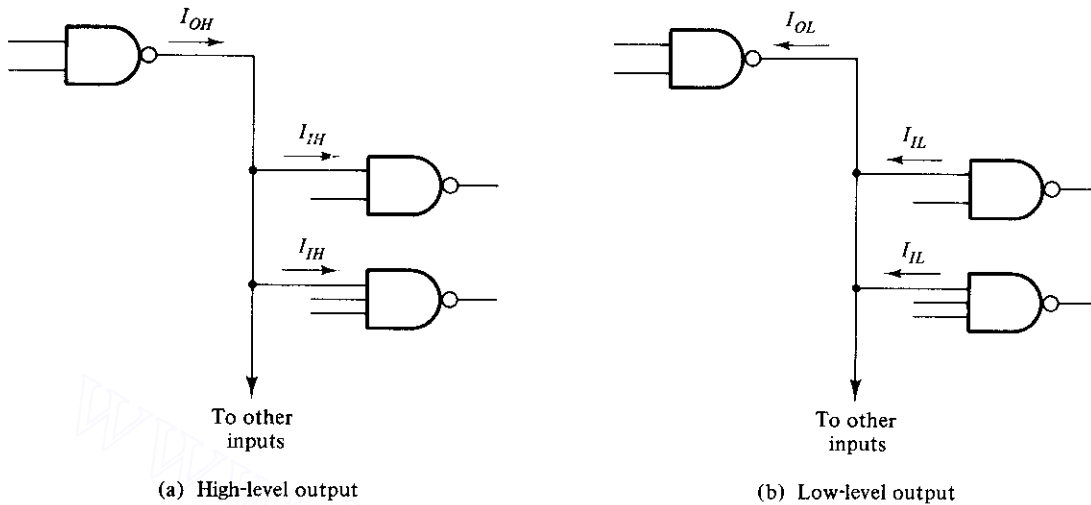 I_OH
I_IH
I_IH
To other
inputs
(a) High-level output
I_OL
I_IL
I_IL
To other
inputs
(b) Low-level output